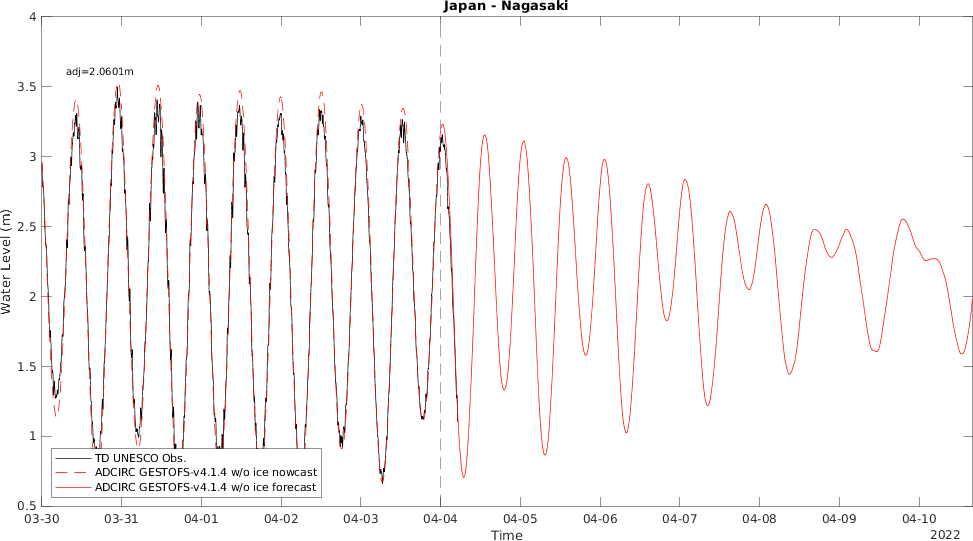 Japan - Nagasaki
4
adj=2.0601m
3.5
3
2.5
2
1.5
1
0.5
Water Level (m)
TD UNESCO Obs.
ADCIRC GESTOFS-v4.1.4 w/o ice nowcast
ADCIRC GESTOFS-v4.1.4 w/o ice forecast
03-30 03-31 04-01 04-02 04-03 04-04 04-05 04-06 04-07 04-08 04-09 04-10
Time
2022